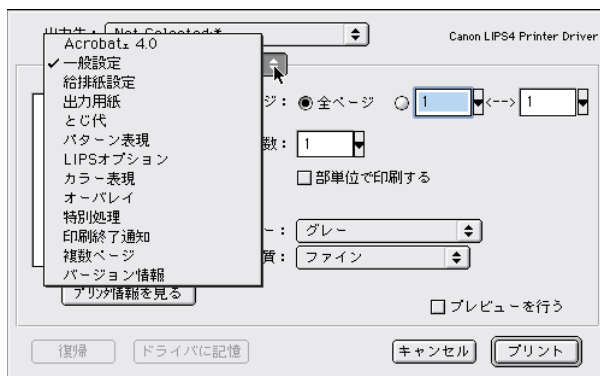 Canon LIPS4 Printer Driver
Acrobat™ 4.0
✓一般設定
給排紙設定
出力用紙
とじ代
パターン表現
LIPSオプション
カラー表現
オーバレイ
特別処理
印刷終了通知
複数ページ
バージョン情報
ジ： 全ページ 1 <--> 1
数： 1
部単位で印刷する
ー： グレー
質： ファイン
プリンタ情報を見る
プレビューを行う
復帰 ドライバに記憶 キャンセル プリント